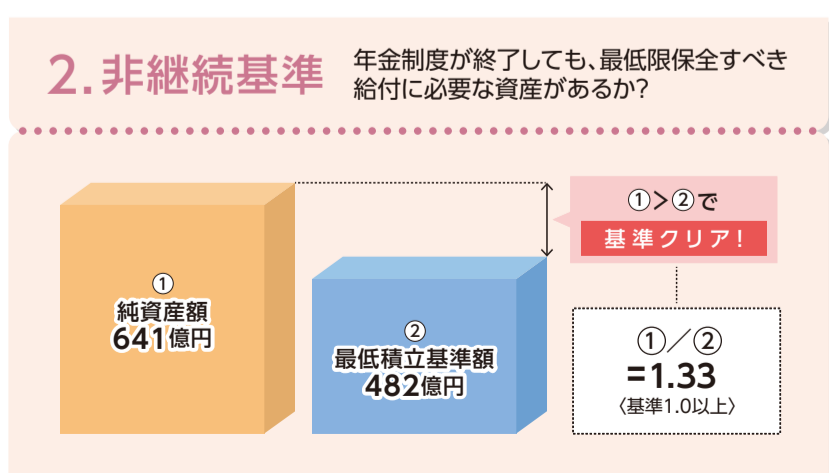 2.非継続基準
年金制度が終了しても、最低限保全すべき
給付に必要な資産があるか?
①>②で
基準クリア!
①
純資産額
641億円
②
最低積立基準額
482億円
①/②
=1.33
〈基準1.0以上〉